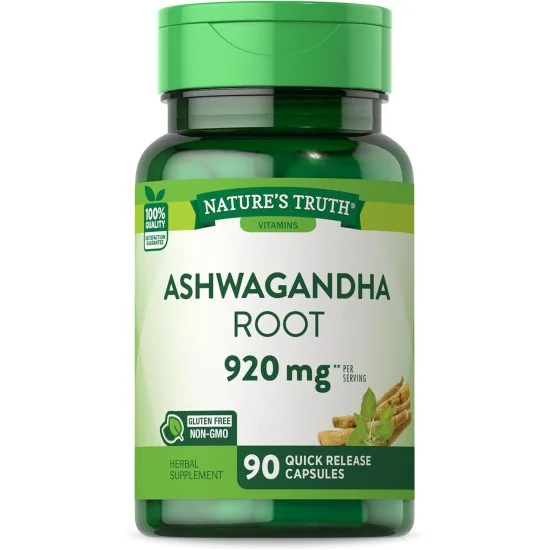 NATURE'S TRUTH®
VITAMINS
100%
QUALITY
SATISFACTION
GUARANTEE
ASHWAGANDHA
ROOT
920 mg** PER
SERVING
GLUTEN FREE
NON-GMO
HERBAL
SUPPLEMENT
90 QUICK RELEASE
CAPSULES